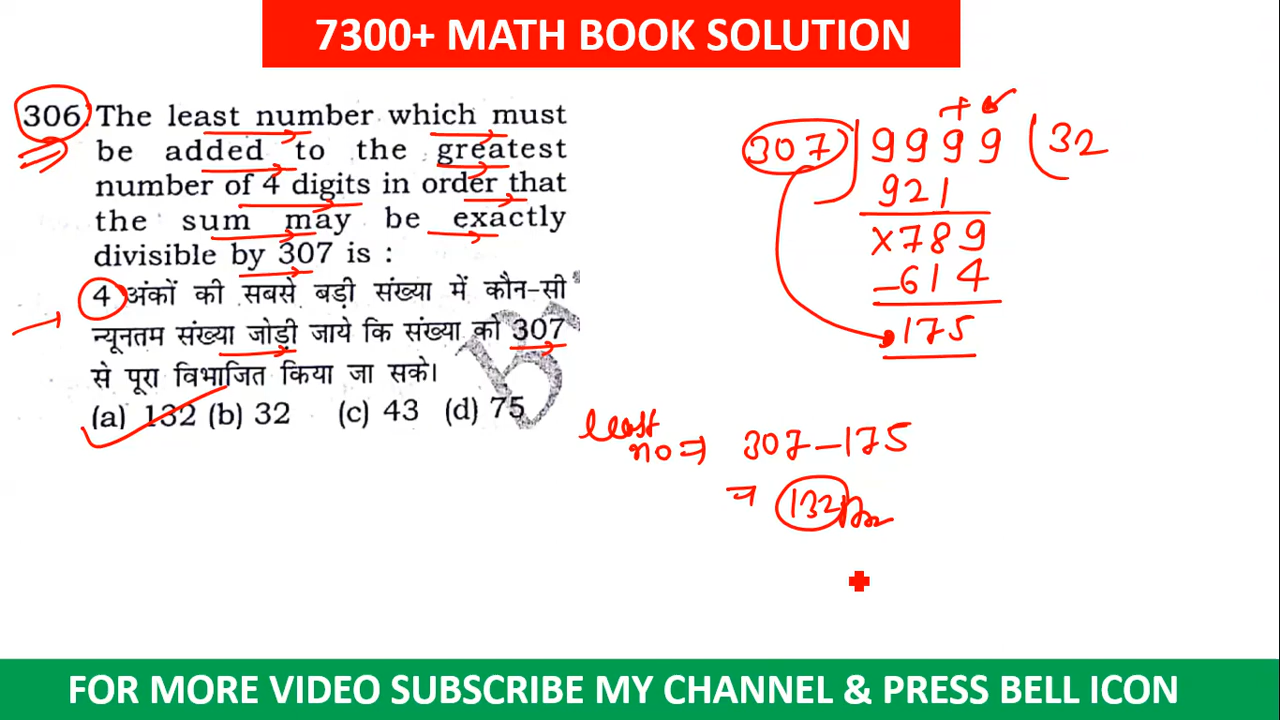 7300+ MATH BOOK SOLUTION
306. The least number which must
be added to the greatest
number of 4 digits in order that
the sum may be exactly
divisible by 307 is :
4 अंकों की सबसे बड़ी संख्या में कौन-सी
न्यूनतम संख्या जोड़ी जाये कि संख्या को 307
से पूरा विभाजित किया जा सके।
(a) 132 (b) 32 (c) 43 (d) 75
307 9999 ( 32
921
x789
-614
175
least
no ⇒ 307-175
⇒ 132
FOR MORE VIDEO SUBSCRIBE MY CHANNEL & PRESS BELL ICON